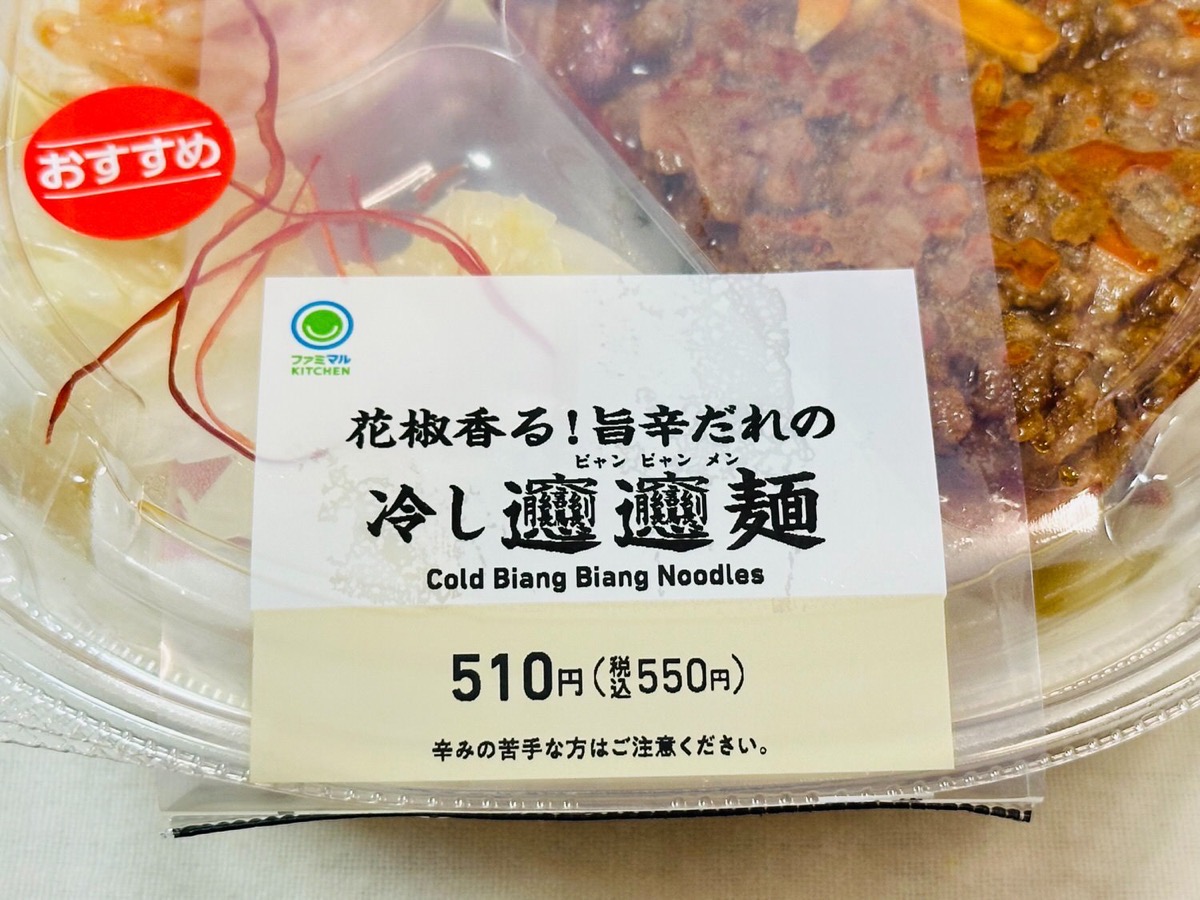 おすすめ
ファミマル
KITCHEN
花椒香る!旨辛だれの
ビャン ビャン メン
冷し𰻞𰻞麺
Cold Biang Biang Noodles
510円(税込550円)
辛みの苦手な方はご注意ください。